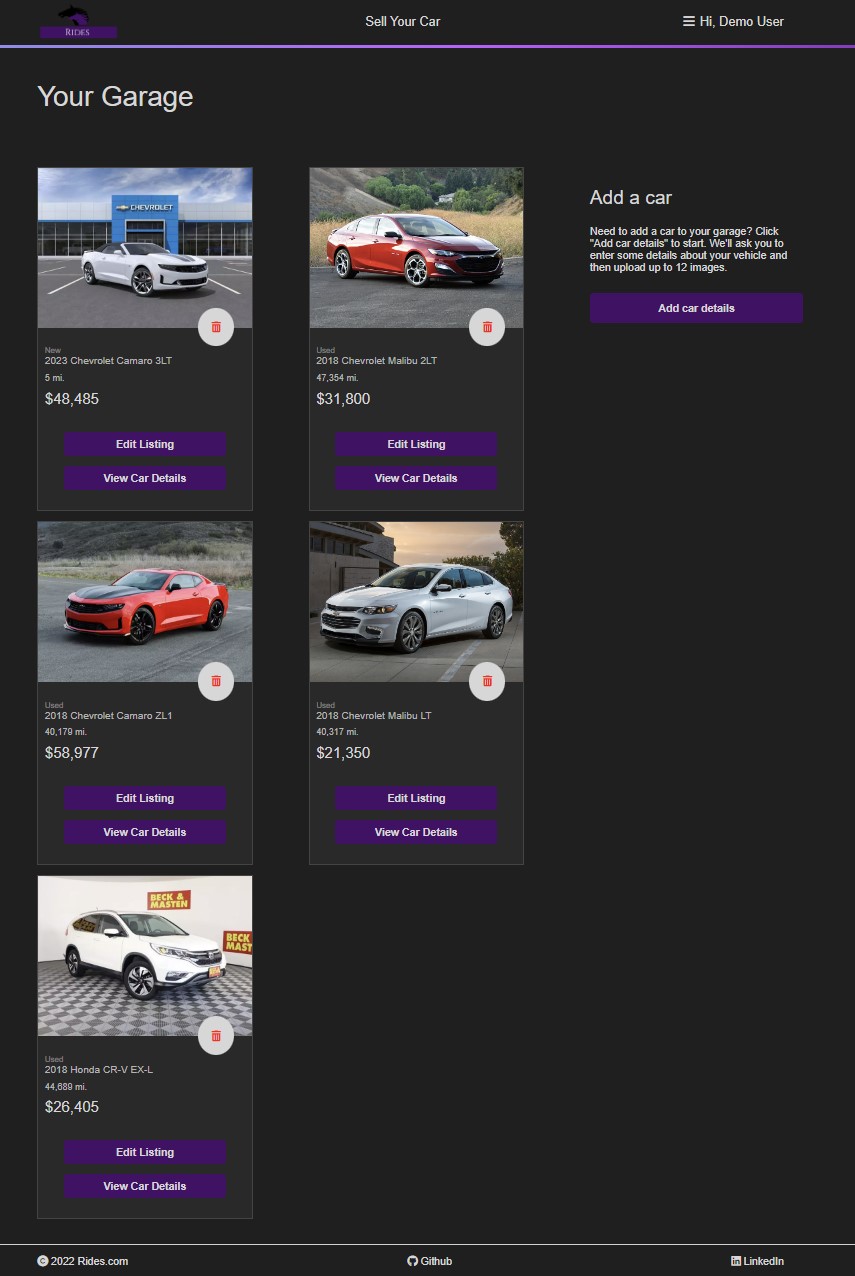 RIDES
Sell Your Car
Hi, Demo User
Your Garage
CHEVROLET
New
2023 Chevrolet Camaro 3LT
5 mi.
$48,485
Edit Listing
View Car Details
Used
2018 Chevrolet Malibu 2LT
47,354 mi.
$31,800
Edit Listing
View Car Details
Add a car
Need to add a car to your garage? Click
"Add car details" to start. We'll ask you to
enter some details about your vehicle and
then upload up to 12 images.
Add car details
Used
2018 Chevrolet Camaro ZL1
40,179 mi.
$58,977
Edit Listing
View Car Details
Used
2018 Chevrolet Malibu LT
40,317 mi.
$21,350
Edit Listing
View Car Details
BECK &
MASTEN
BECK
MAST
Used
2018 Honda CR-V EX-L
44,689 mi.
$26,405
Edit Listing
View Car Details
© 2022 Rides.com
Github
LinkedIn